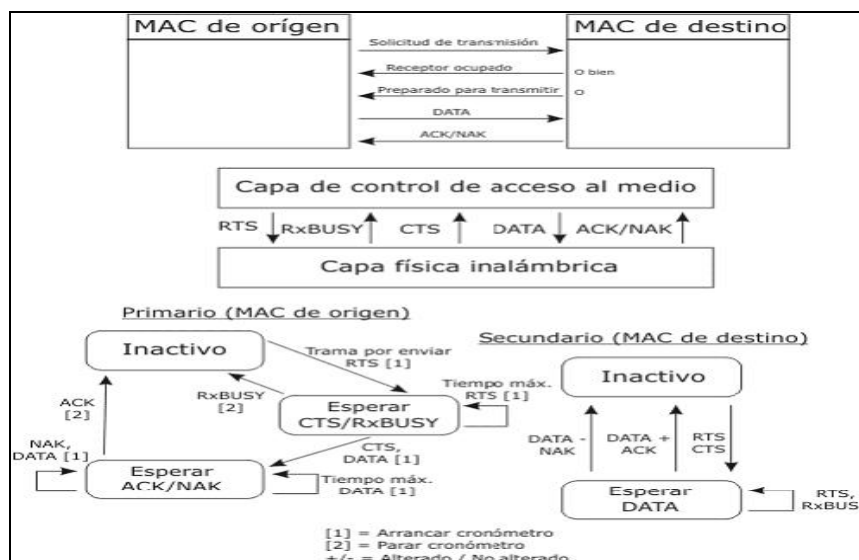 MAC de orígen
MAC de destino
Solicitud de transmisión
Receptor ocupado
O bien
Preparado para transmitir
O
DATA
ACK/NAK
Capa de control de acceso al medio
RTS
RxBUSY
CTS
DATA
ACK/NAK
Capa física inalámbrica
Primario (MAC de origen)
Inactivo
Trama por enviar
RTS [1]
ACK
[2]
RxBUSY
[2]
Esperar
CTS/RxBUSY
Tiempo máx.
RTS [1]
NAK,
DATA [1]
CTS,
DATA [1]
Esperar
ACK/NAK
Tiempo máx.
DATA [1]
Secundario (MAC de destino)
Inactivo
DATA -
NAK
DATA +
ACK
RTS
CTS
Esperar
DATA
RTS,
RxBUS
[1] = Arrancar cronómetro
[2] = Parar cronómetro
+/- = Alterado / No alterado